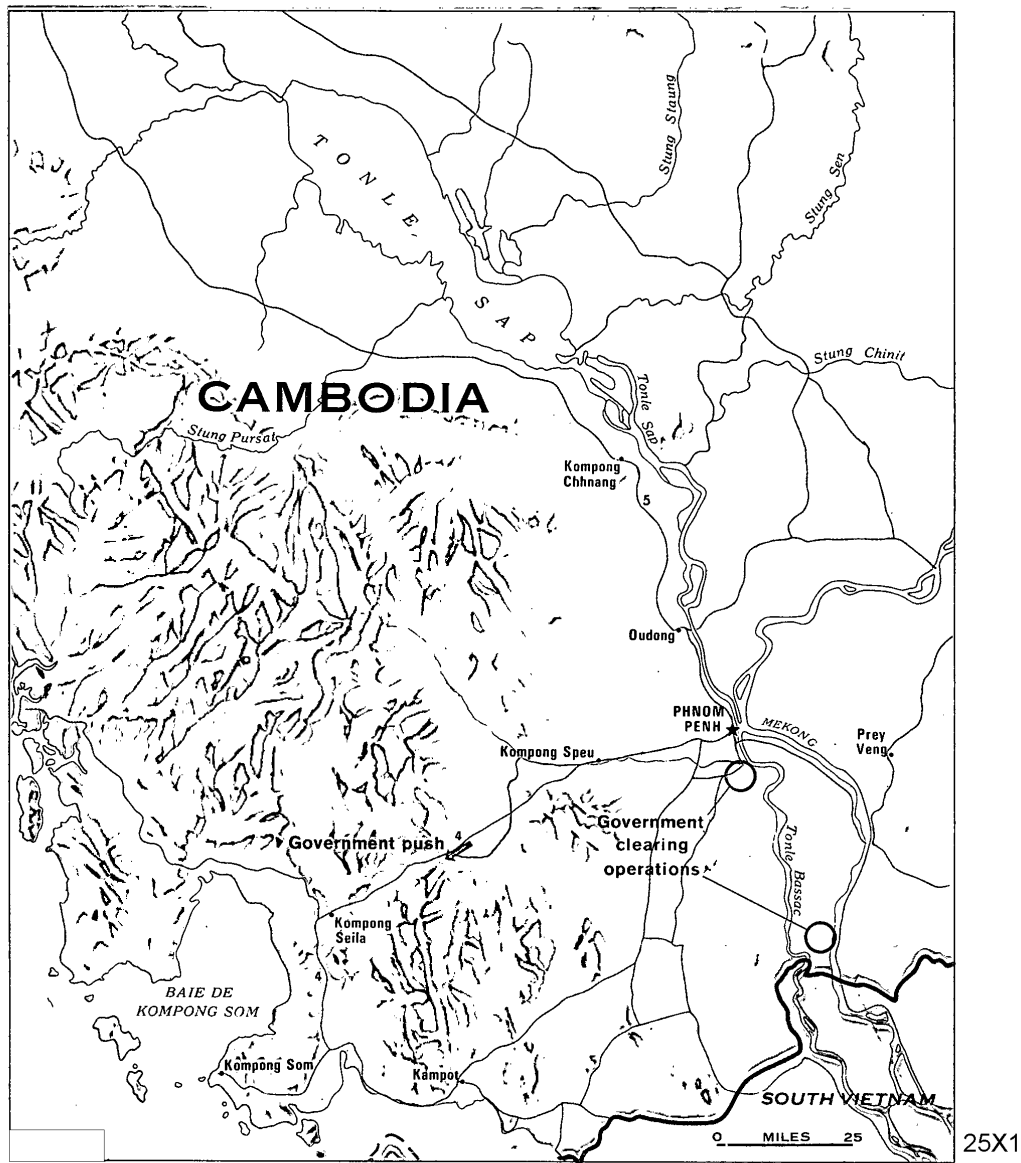 Stung Staung
Stung Sen
TONLE SAP
Stung Chinit
CAMBODIA
Tonle Sap
Stung Pursat
Kompong
Chhnang
5
Oudong
PHNOM
PENH
MEKONG
Prey
Veng
Kompong Speu
Government
clearing
operations
Government push
4
Tonle Bassac
Kompong
Seila
4
BAIE DE
KOMPONG SOM
Kompong Som
Kampot
SOUTH VIETNAM
0 MILES 25
25X1